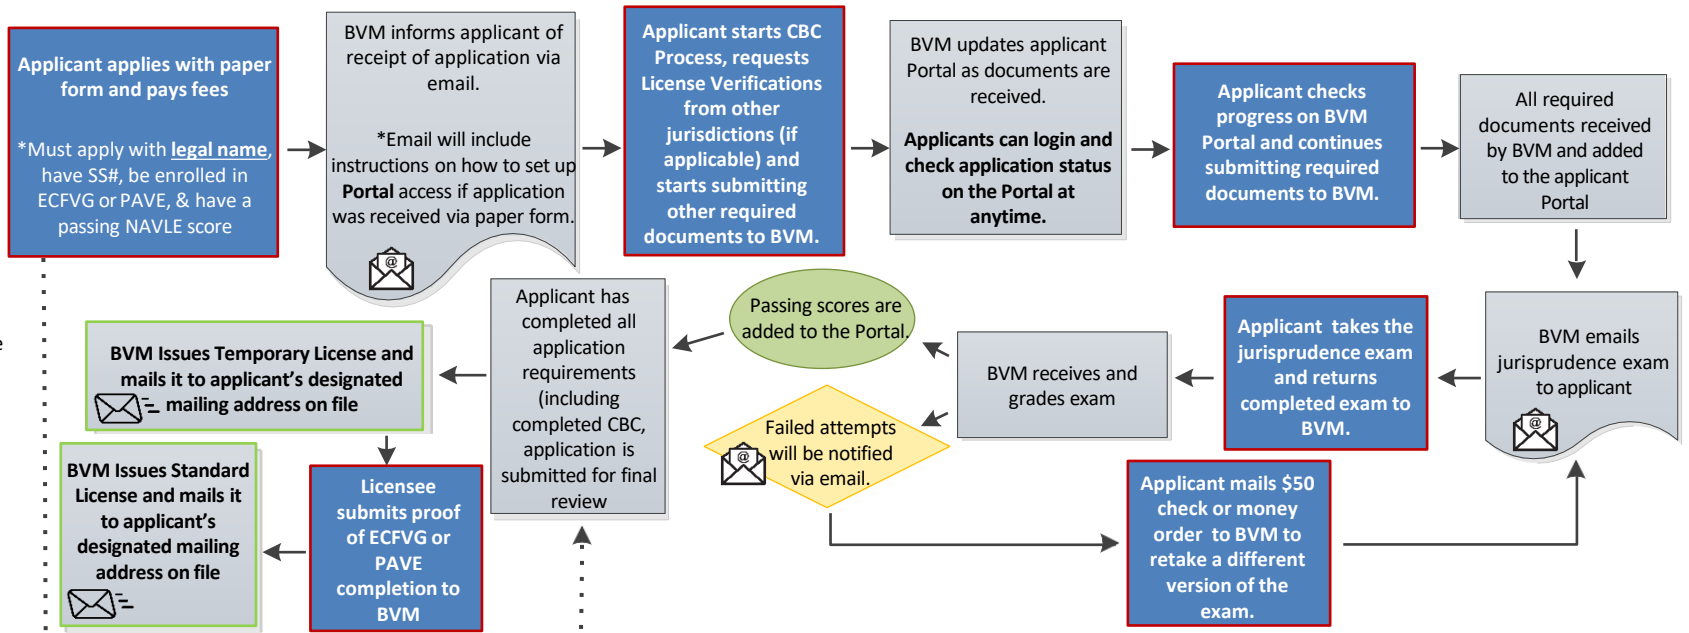 Applicant applies with paper
form and pays fees
*Must apply with legal name,
have SS#, be enrolled in
ECFVG or PAVE, & have a
passing NAVLE score
BVM informs applicant of
receipt of application via
email.
*Email will include
instructions on how to set up
Portal access if application
was received via paper form.
@
Applicant starts CBC
Process, requests
License Verifications
from other
jurisdictions (if
applicable) and
starts submitting
other required
documents to BVM.
BVM updates applicant
Portal as documents are
received.
Applicants can login and
check application status
on the Portal at
anytime.
Applicant checks
progress on BVM
Portal and continues
submitting required
documents to BVM.
All required
documents received
by BVM and added
to the applicant
Portal
BVM emails
jurisprudence exam
to applicant
@
Applicant  takes the
jurisprudence exam
and returns
completed exam to
BVM.
BVM receives and
grades exam
Passing scores are
added to the Portal.
Failed attempts
will be notified
via email.
@
Applicant mails $50
check or money
order  to BVM to
retake a different
version of the
exam.
Applicant has
completed all
application
requirements
(including
completed CBC,
application is
submitted for final
review
BVM Issues Temporary License and
mails it to applicant's designated
mailing address on file
Licensee
submits proof
of ECFVG or
PAVE
completion to
BVM
BVM Issues Standard
License and mails it
to applicant's
designated mailing
address on file
e